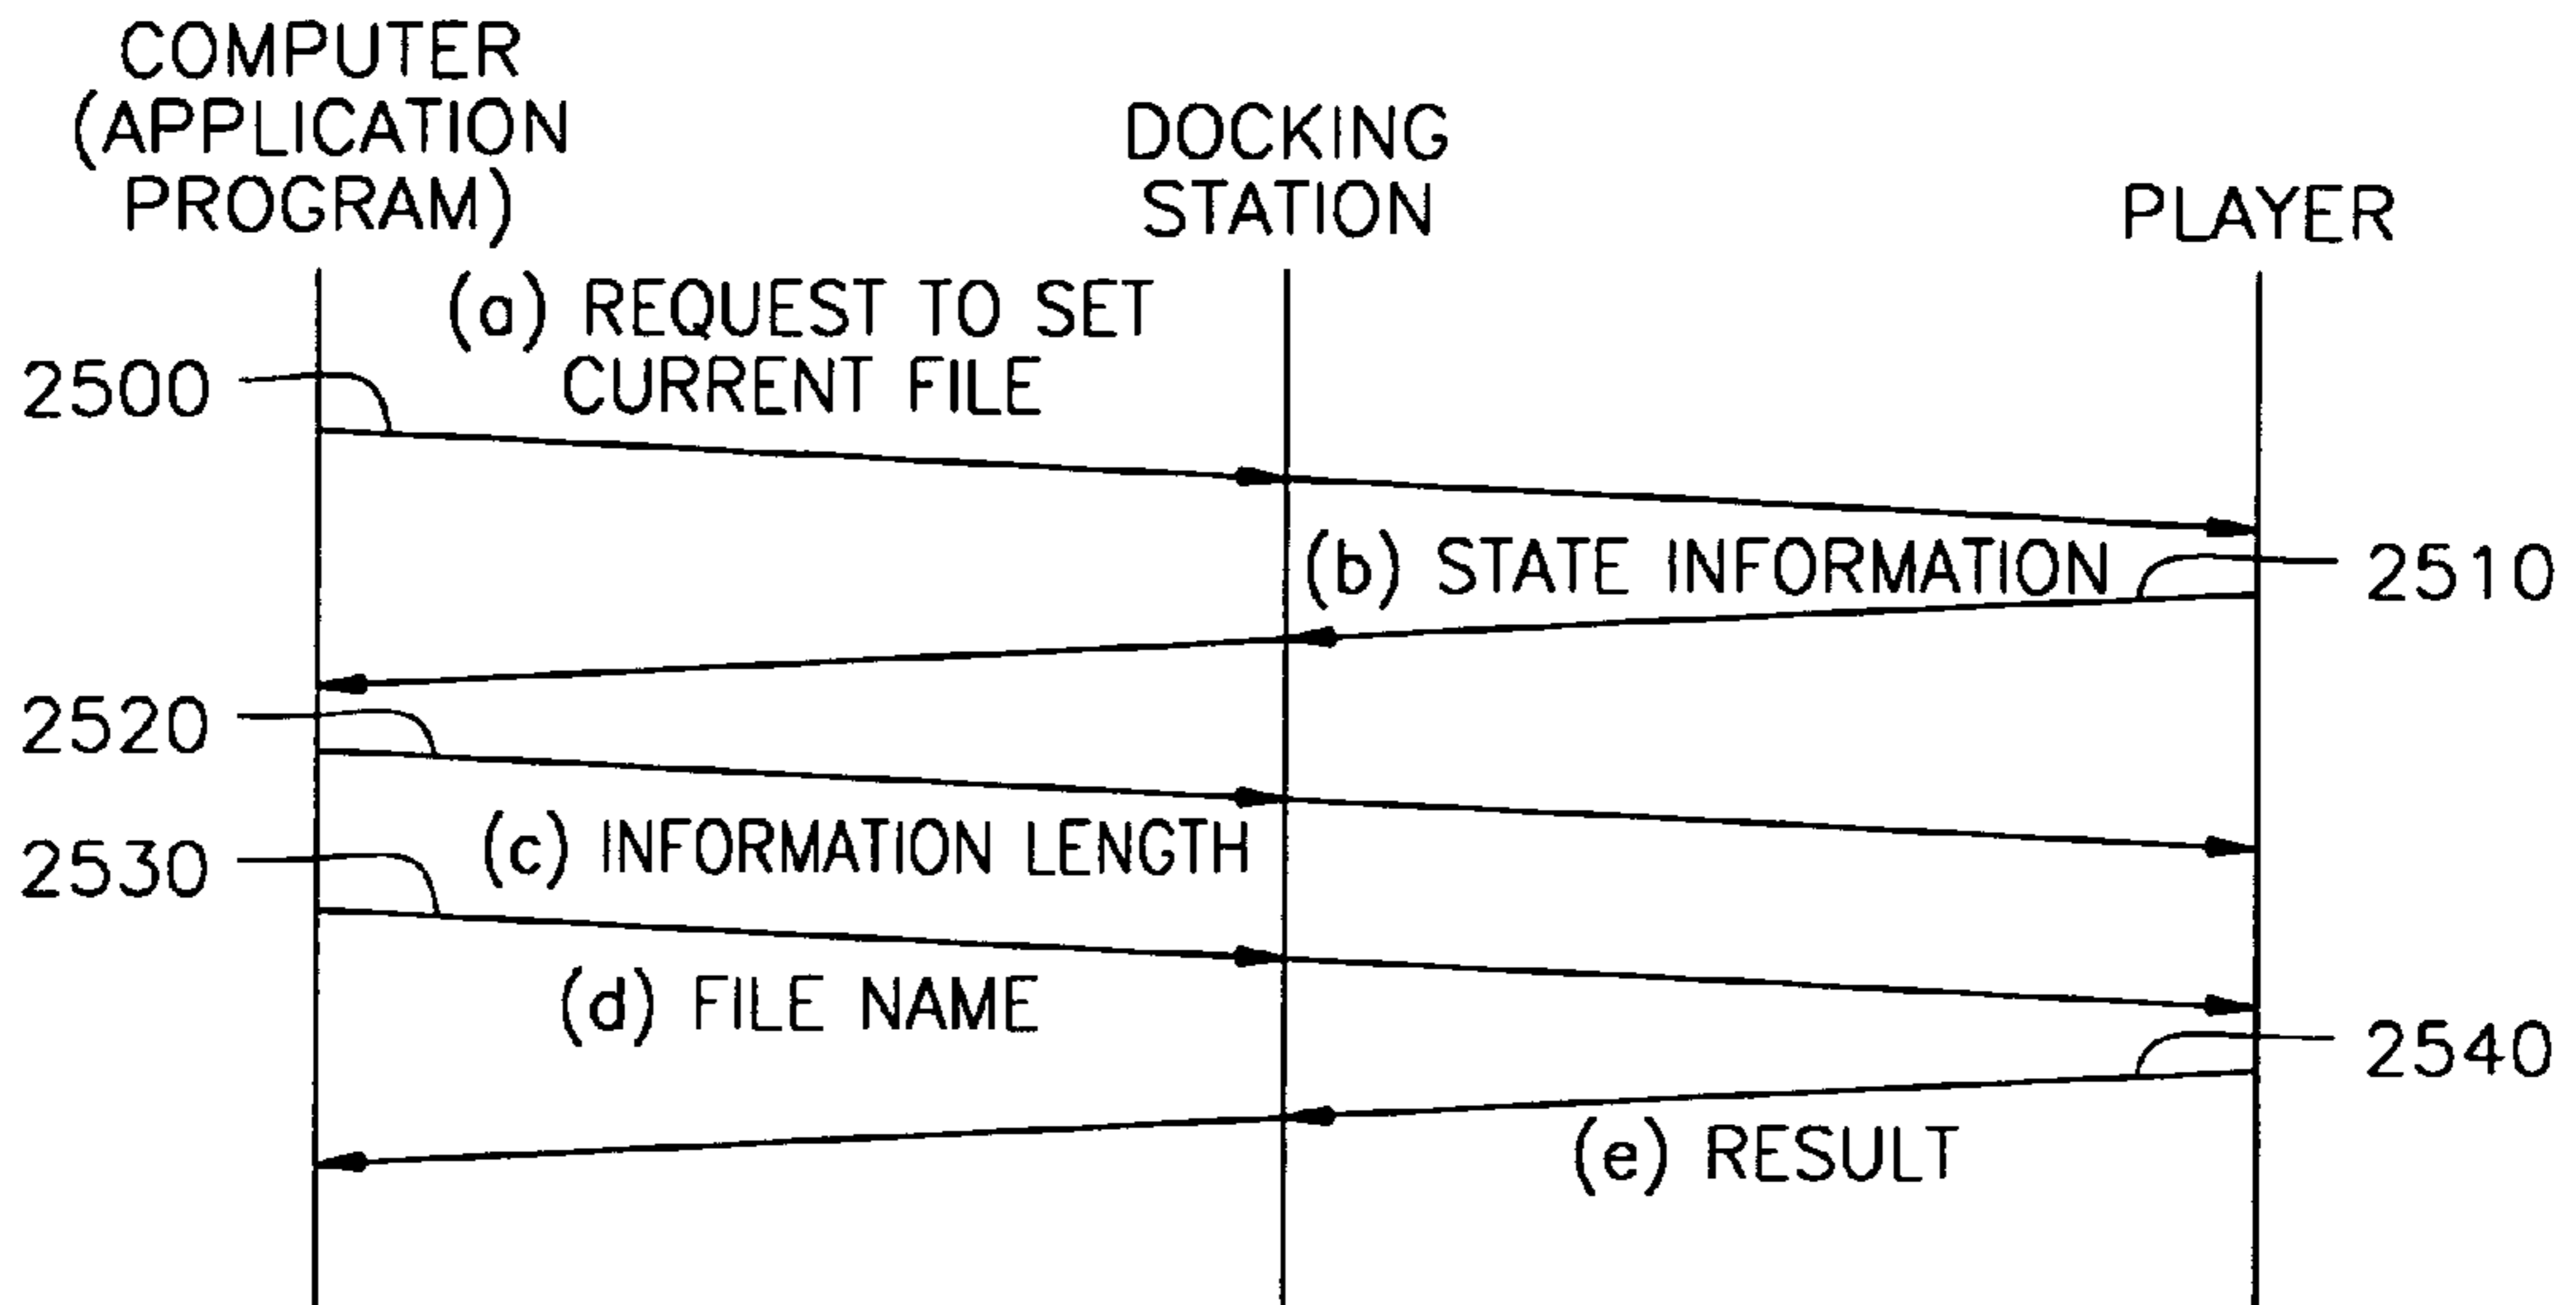 COMPUTER
(APPLICATION
PROGRAM)
DOCKING
STATION
PLAYER
(a) REQUEST TO SET
CURRENT FILE
2500
(b) STATE INFORMATION
2510
2520
(c) INFORMATION LENGTH
2530
(d) FILE NAME
2540
(e) RESULT